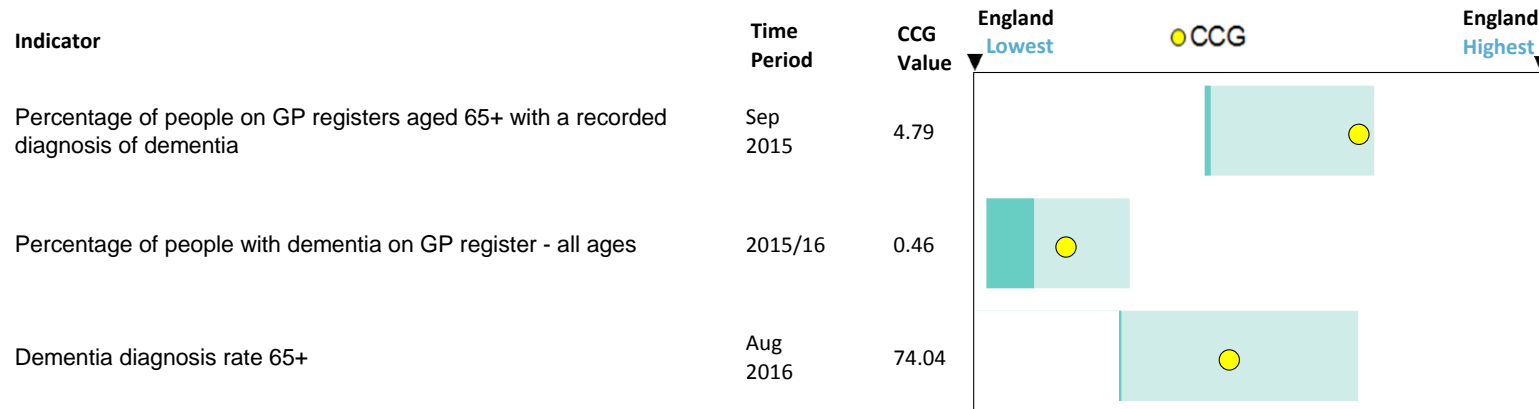 Indicator
Time
Period
CCG
Value
England
Lowest
CCG
England
Highest
Percentage of people on GP registers aged 65+ with a recorded
diagnosis of dementia
Sep
2015
4.79
Percentage of people with dementia on GP register - all ages
2015/16
0.46
Dementia diagnosis rate 65+
Aug
2016
74.04